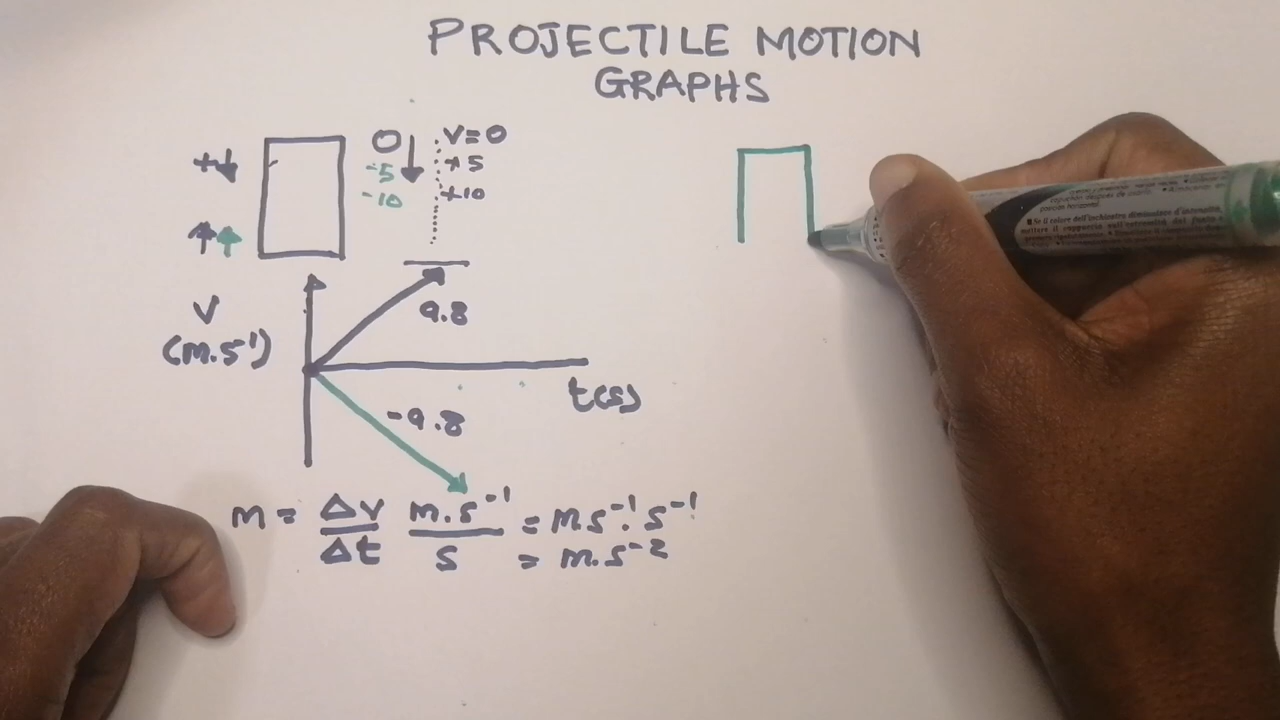 PROJECTILE MOTION
GRAPHS
+↓
0
V=0
-5
+5
-10
+10
↑↑
V
(m.s⁻¹)
9.8
t(s)
-9.8
m = Δv/Δt m.s⁻¹/s = m.s⁻¹.s⁻¹
= m.s⁻²